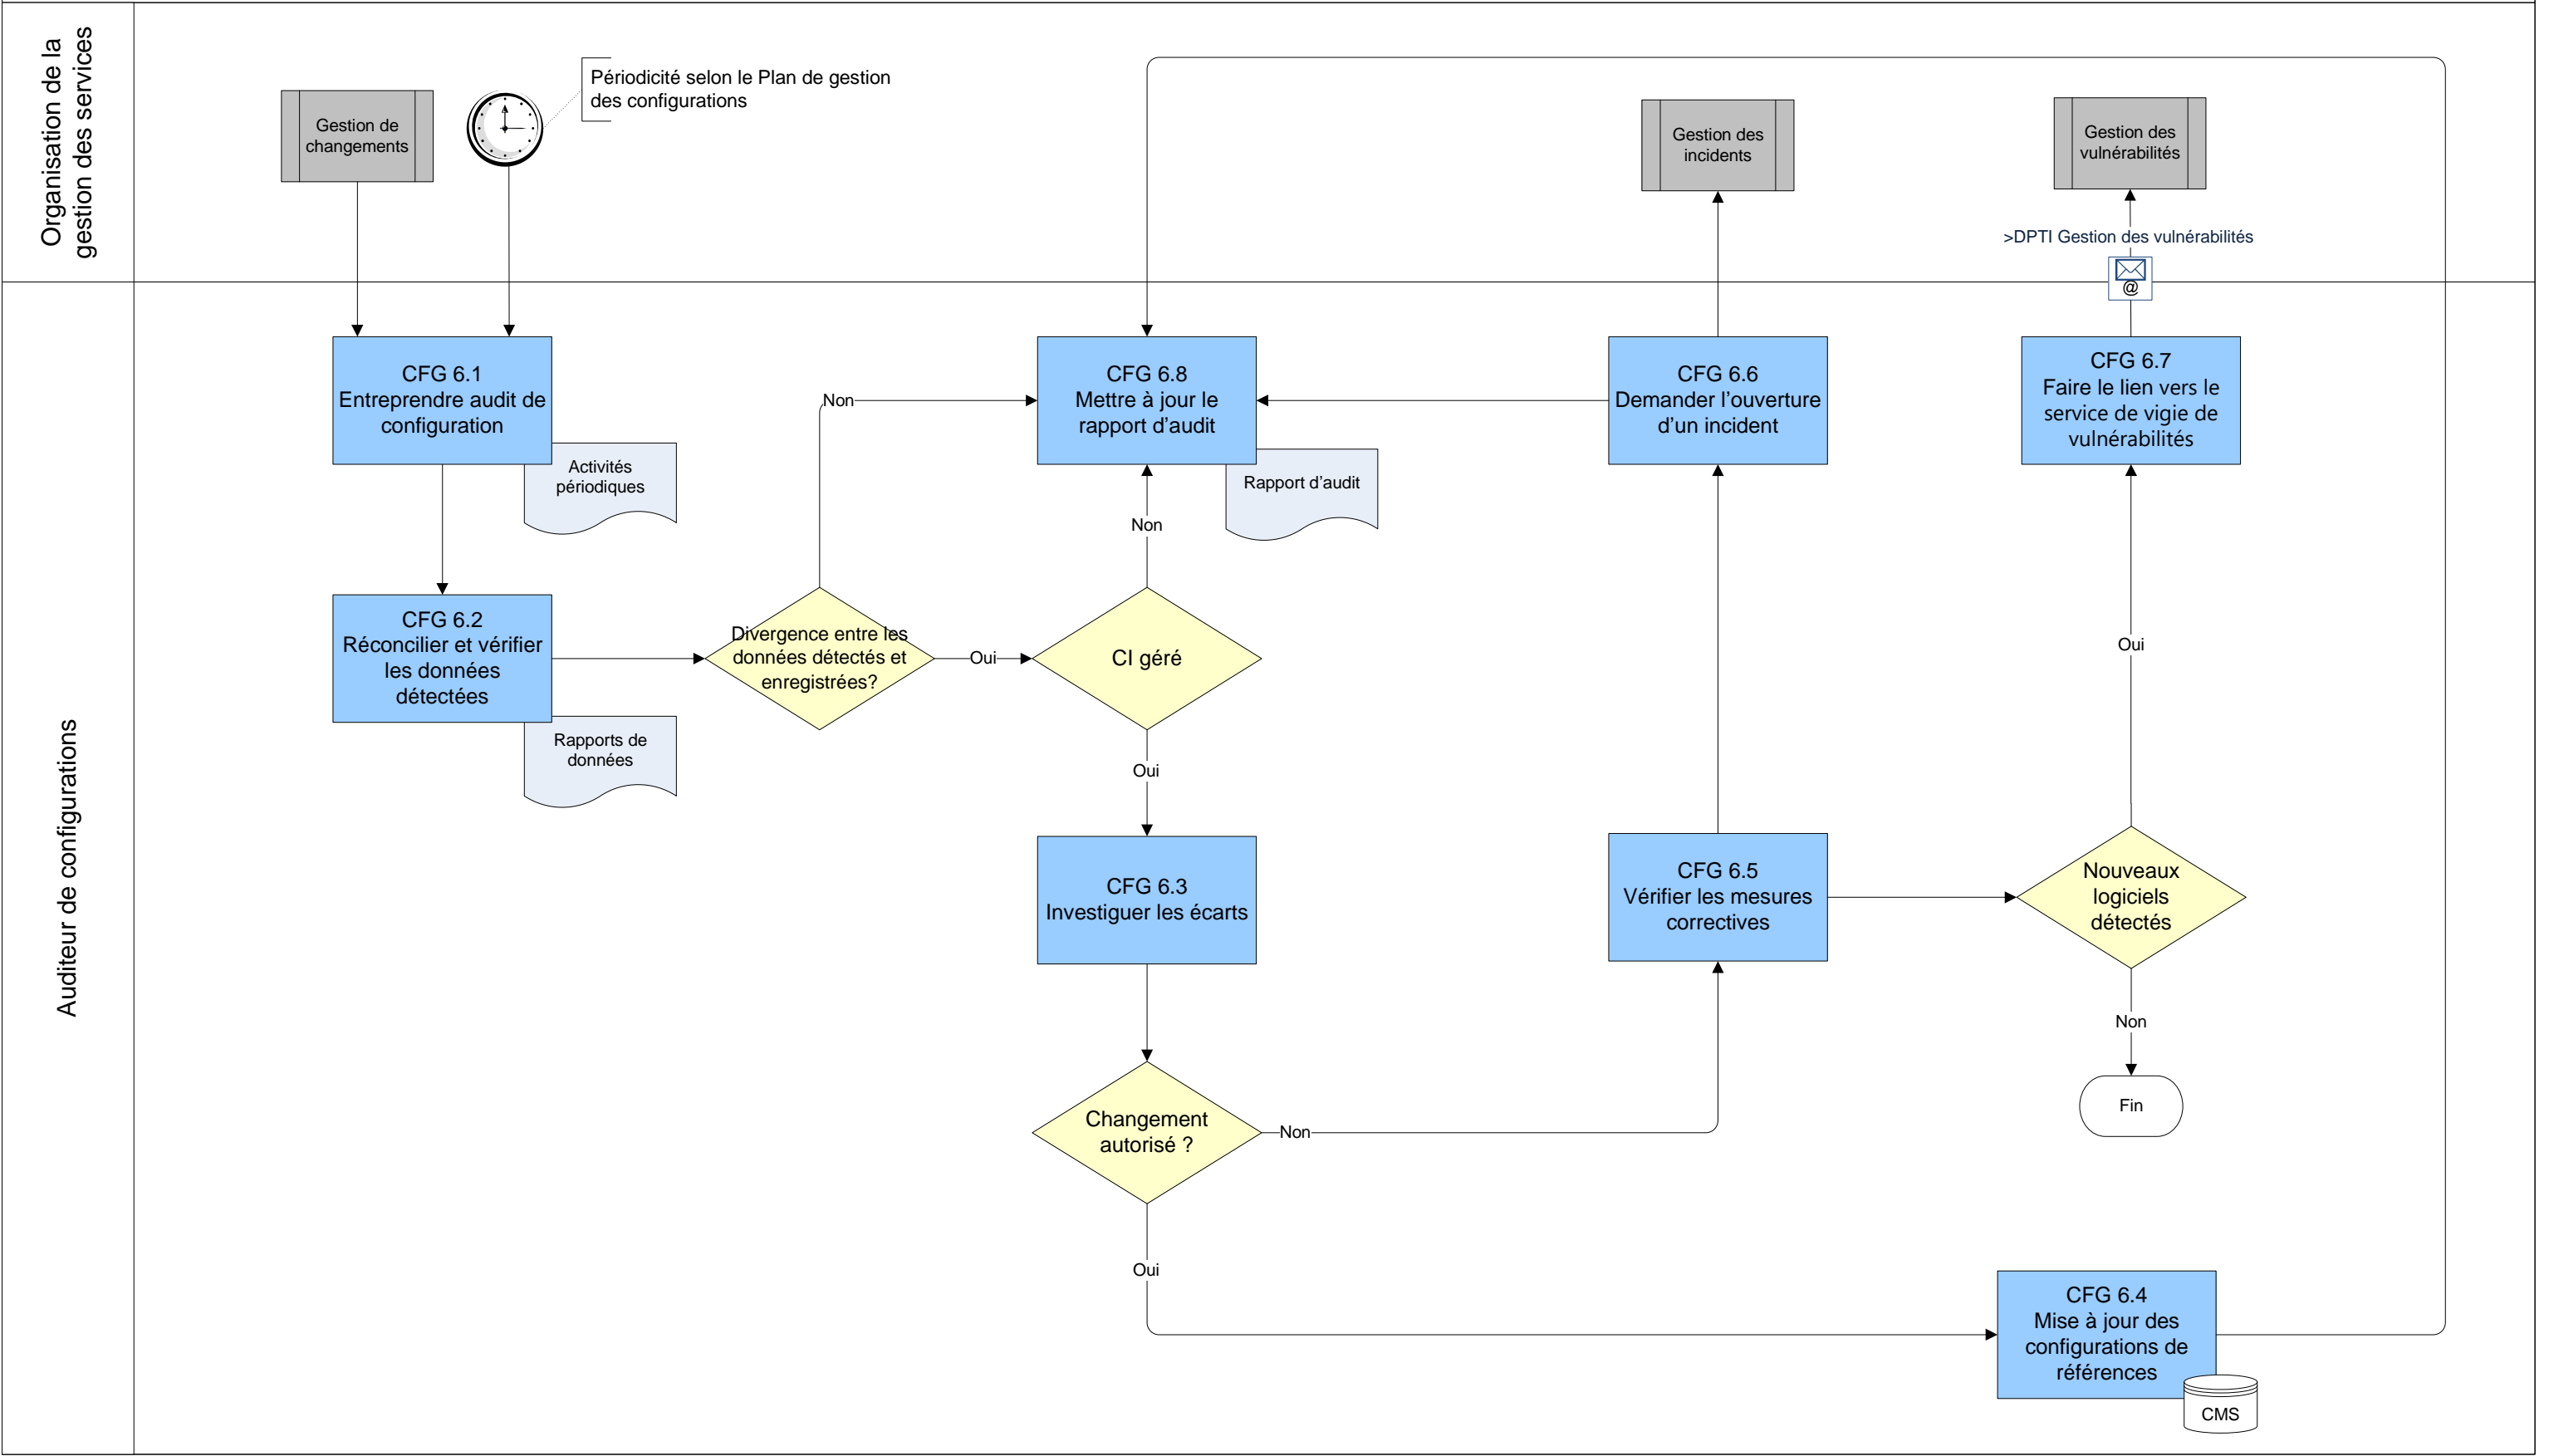 Organisation de la
gestion des services
Gestion de
changements
Périodicité selon le Plan de gestion
des configurations
Gestion des
incidents
Gestion des
vulnérabilités
>DPTI Gestion des vulnérabilités
@
Auditeur de configurations
CFG 6.1
Entreprendre audit de
configuration
Activités
périodiques
CFG 6.8
Mettre à jour le
rapport d’audit
Rapport d’audit
CFG 6.6
Demander l’ouverture
d’un incident
CFG 6.7
Faire le lien vers le
service de vigie de
vulnérabilités
Non
Non
CFG 6.2
Réconcilier et vérifier
les données
détectées
Rapports de
données
Divergence entre les
données détectés et
enregistrées?
Oui
CI géré
Oui
Oui
CFG 6.3
Investiguer les écarts
CFG 6.5
Vérifier les mesures
correctives
Nouveaux
logiciels
détectés
Non
Fin
Changement
autorisé ?
Non
Oui
CFG 6.4
Mise à jour des
configurations de
références
CMS